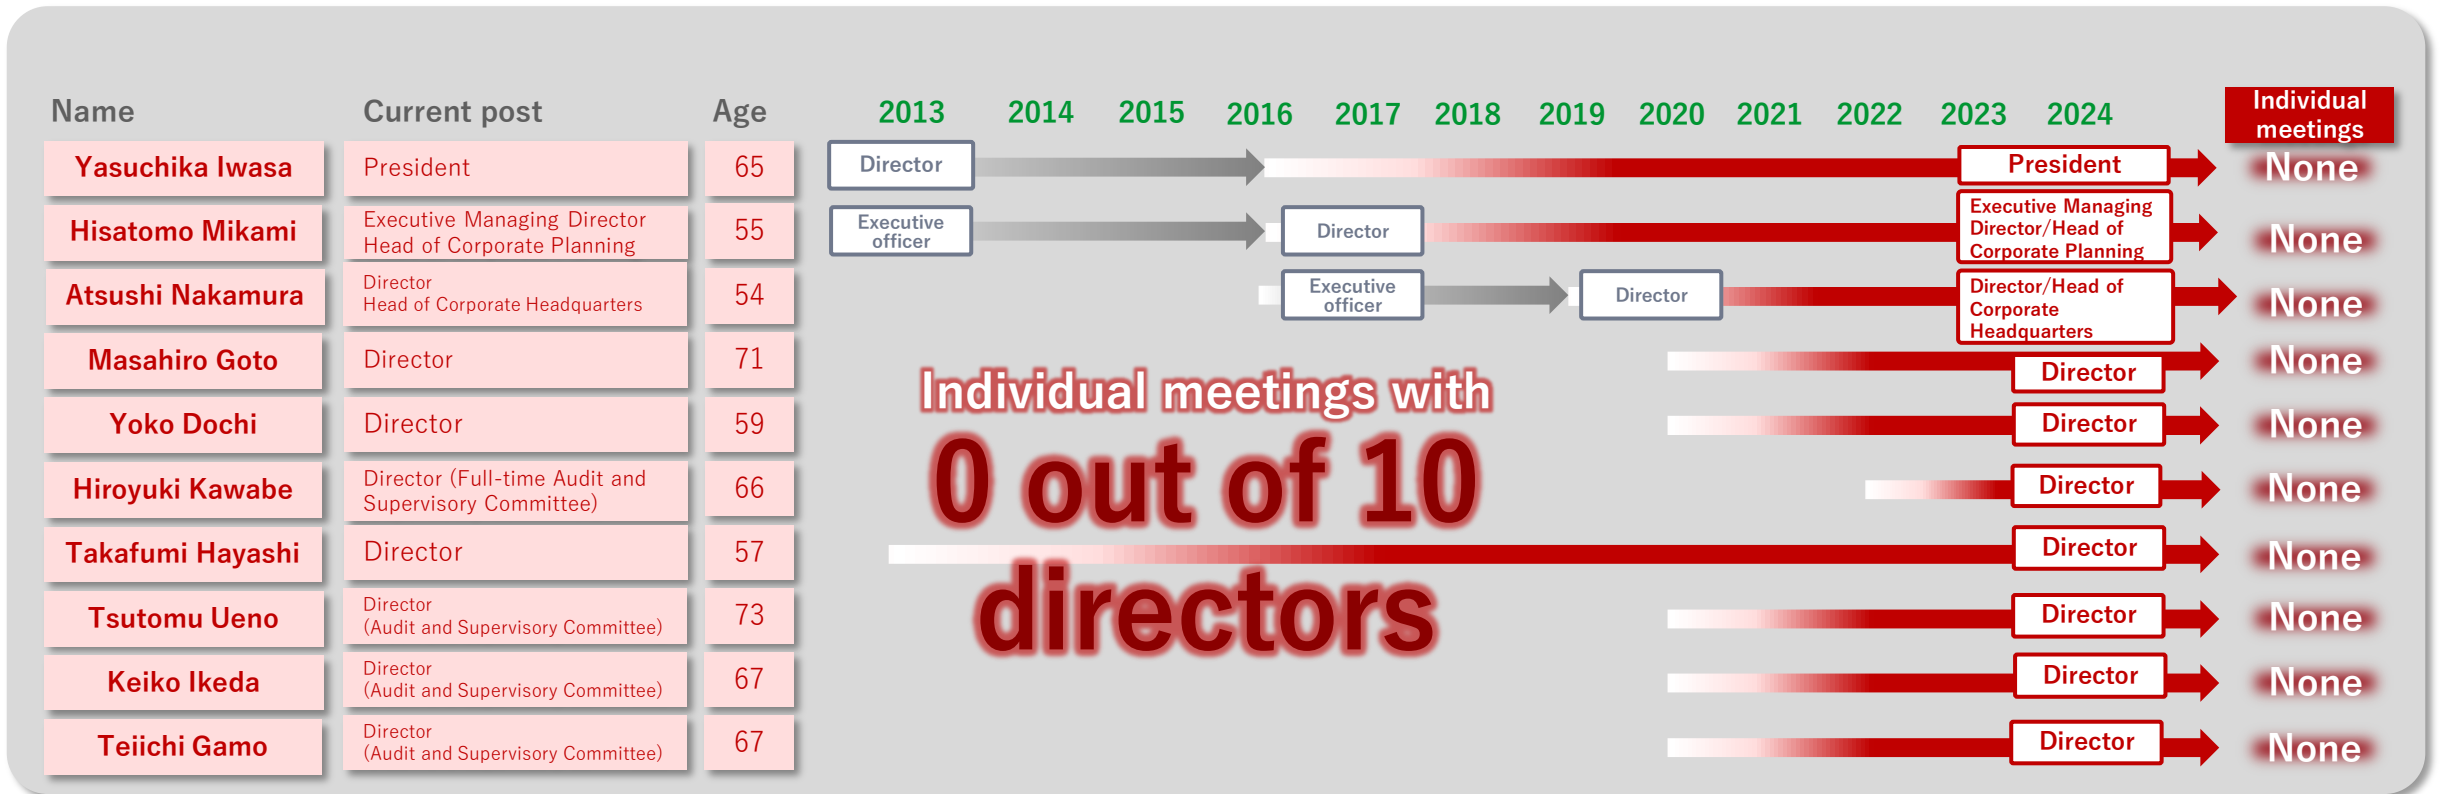 Name Current post Age 2013 2014 2015 2016 2017 2018 2019 2020 2021 2022 2023 2024 Individual
meetings
Yasuchika Iwasa President 65 Director President None
Hisatomo Mikami Executive Managing Director
Head of Corporate Planning 55 Executive
officer Director Executive Managing
Director/Head of
Corporate Planning None
Atsushi Nakamura Director
Head of Corporate Headquarters 54 Executive
officer Director Director/Head of
Corporate
Headquarters None
Masahiro Goto Director 71 Director None
Individual meetings with
0 out of 10
directors
Yoko Dochi Director 59 Director None
Hiroyuki Kawabe Director (Full-time Audit and
Supervisory Committee) 66 Director None
Takafumi Hayashi Director 57 Director None
Tsutomu Ueno Director
(Audit and Supervisory Committee) 73 Director None
Keiko Ikeda Director
(Audit and Supervisory Committee) 67 Director None
Teiichi Gamo Director
(Audit and Supervisory Committee) 67 Director None